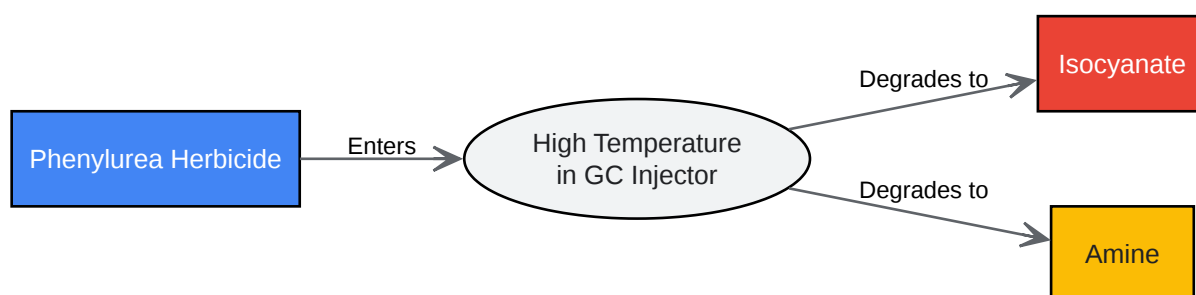 Phenylurea Herbicide
Enters
High Temperature
in GC Injector
Degrades to
Isocyanate
Degrades to
Amine